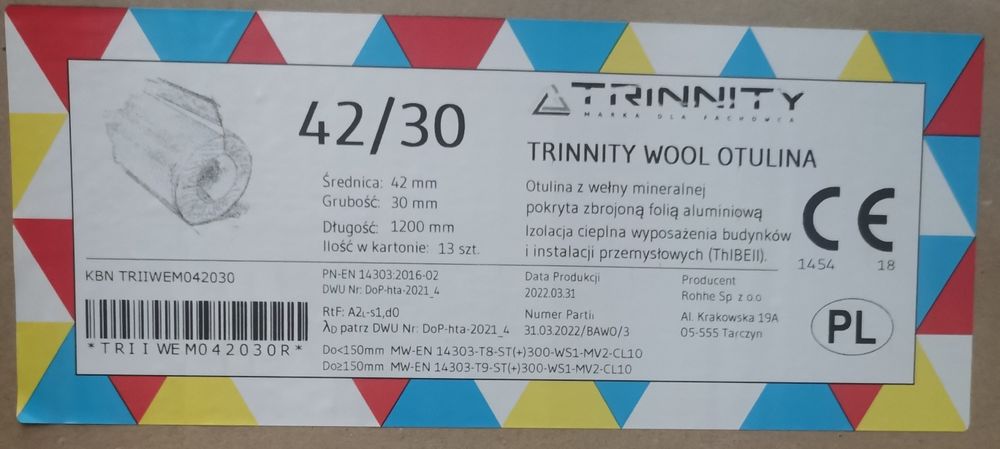 42/30
TRINNITY
MARKA DLA FACHOWCA
TRINNITY WOOL OTULINA
Średnica: 42 mm
Grubość: 30 mm
Długość: 1200 mm
Ilość w kartonie: 13 szt.
Otulina z wełny mineralnej
pokryta zbrojoną folią aluminiową
Izolacja cieplna wyposażenia budynków
i instalacji przemysłowych (ThIBEII).
CE
1454 18
KBN TRIIWEM042030
*TRIIWEM042030R*
PN-EN 14303:2016-02
DWU Nr: DoP-hta-2021_4
RtF: A2L-s1,d0
λD patrz DWU Nr: DoP-hta-2021_4
Data Produkcji
2022.03.31
Numer Partii
31.03.2022/BAWO/3
Producent
Rohhe Sp z o.o
Al. Krakowska 19A
05-555 Tarczyn
PL
Do<150mm MW-EN 14303-T8-ST(+)300-WS1-MV2-CL10
Do≥150mm MW-EN 14303-T9-ST(+)300-WS1-MV2-CL10